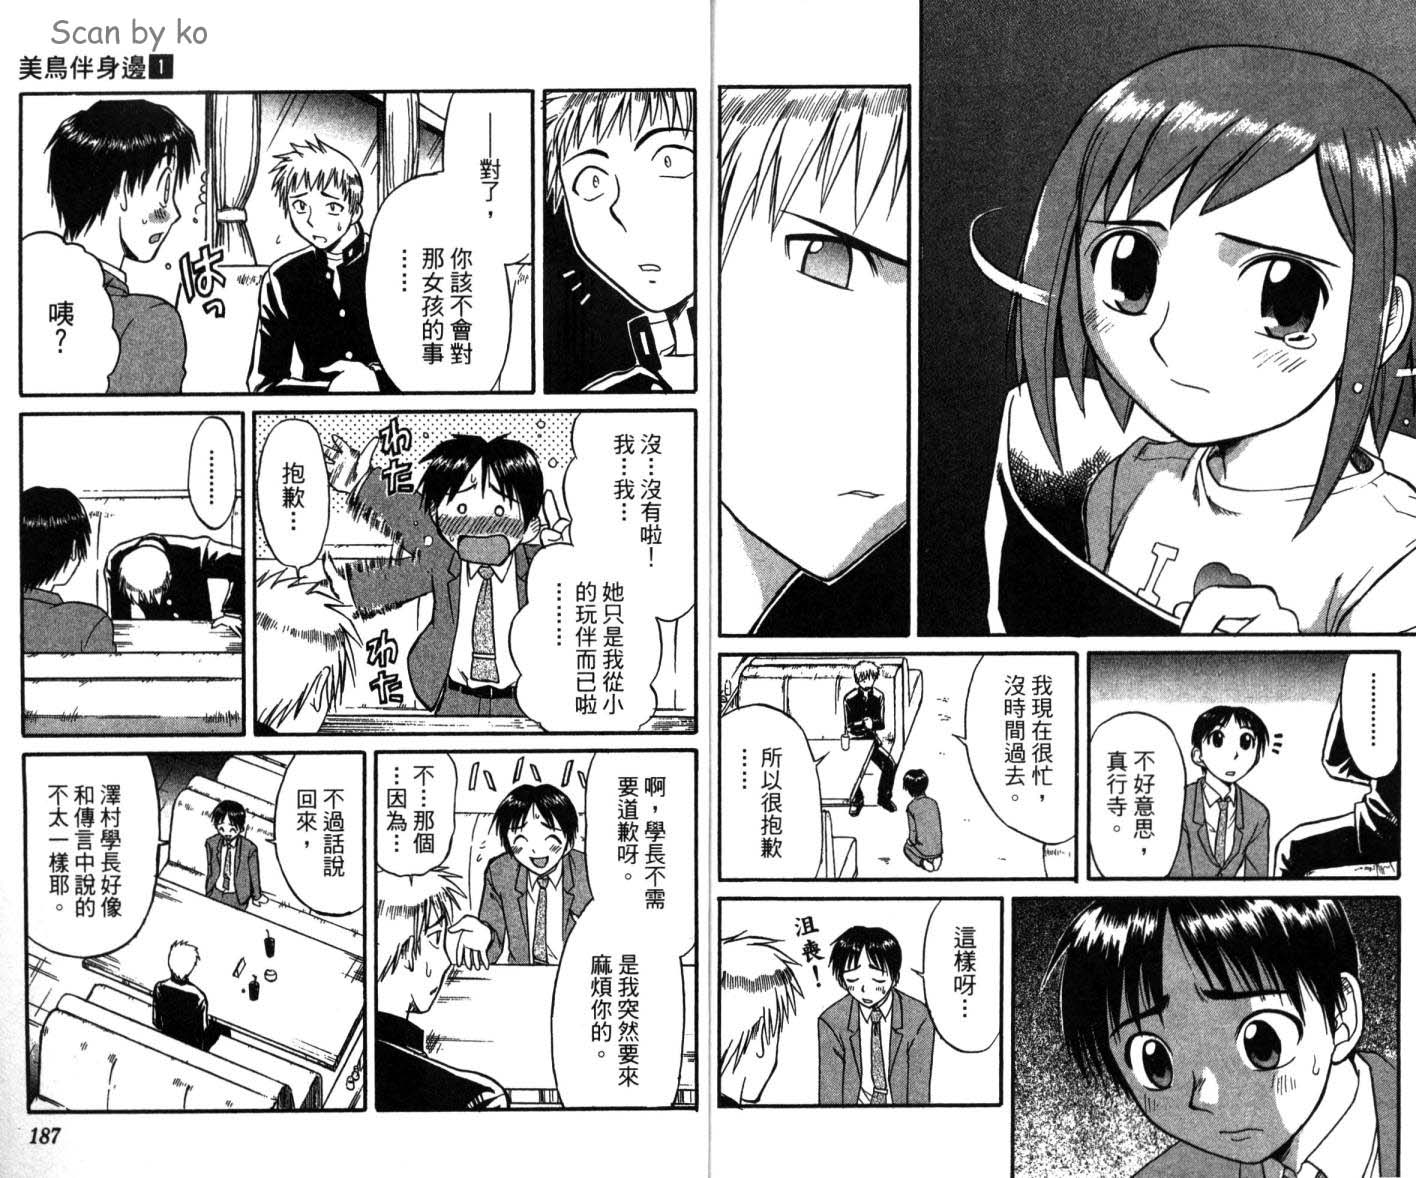 Scan by ko
美鳥伴身邊1
………
不好意思，
真行寺。
我現在很忙，
沒時間過去。
所以很抱歉
……
這樣呀…
沮喪！
I
──對了，
你該不會對
那女孩的事
……
はっ
咦？
沒…沒有啦！
我…我…
她只是我從小
的玩伴而已啦
…………
わた
わた
抱歉…
………
啊，學長不需
要道歉呀。
是我突然要來
麻煩你的。
不…那個
…因為…
不過話說
回來，
澤村學長好像
和傳言中說的
不太一樣耶。
187